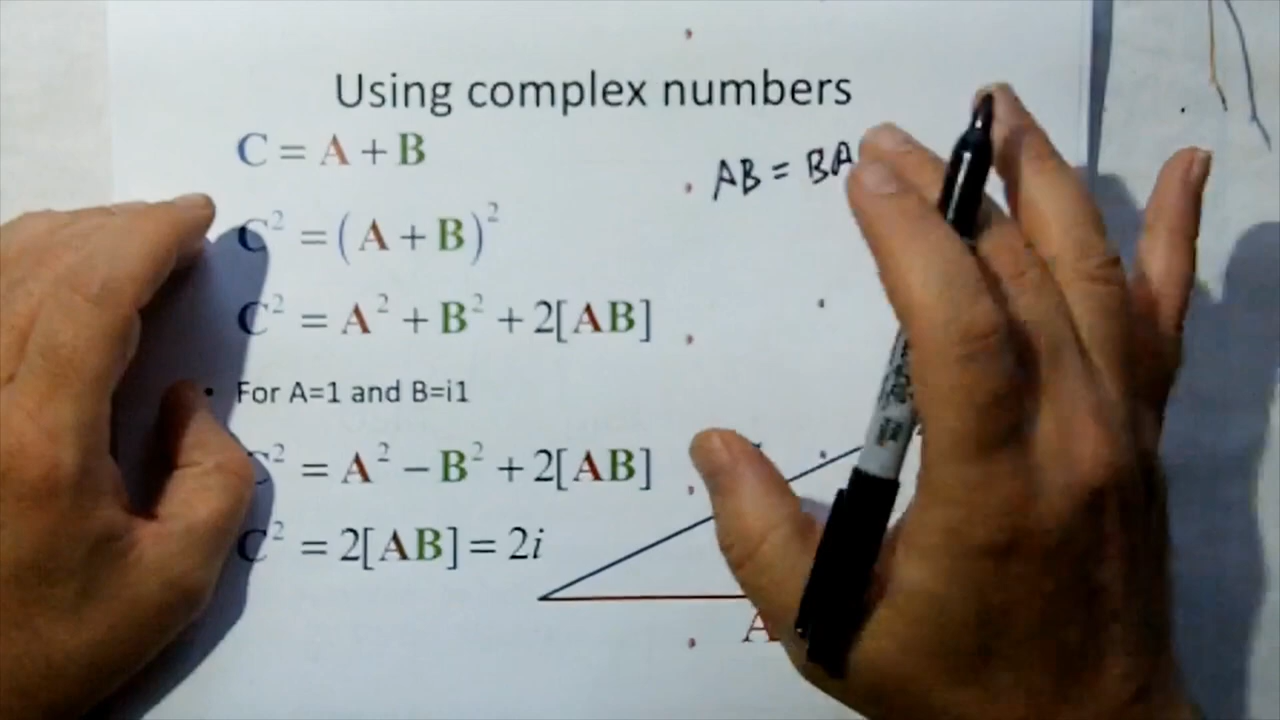 Using complex numbers
C = A + B
AB = BA
C² = (A + B)²
C² = A² + B² + 2[AB]
• For A=1 and B=i1
C² = A² − B² + 2[AB]
C² = 2[AB] = 2i
A